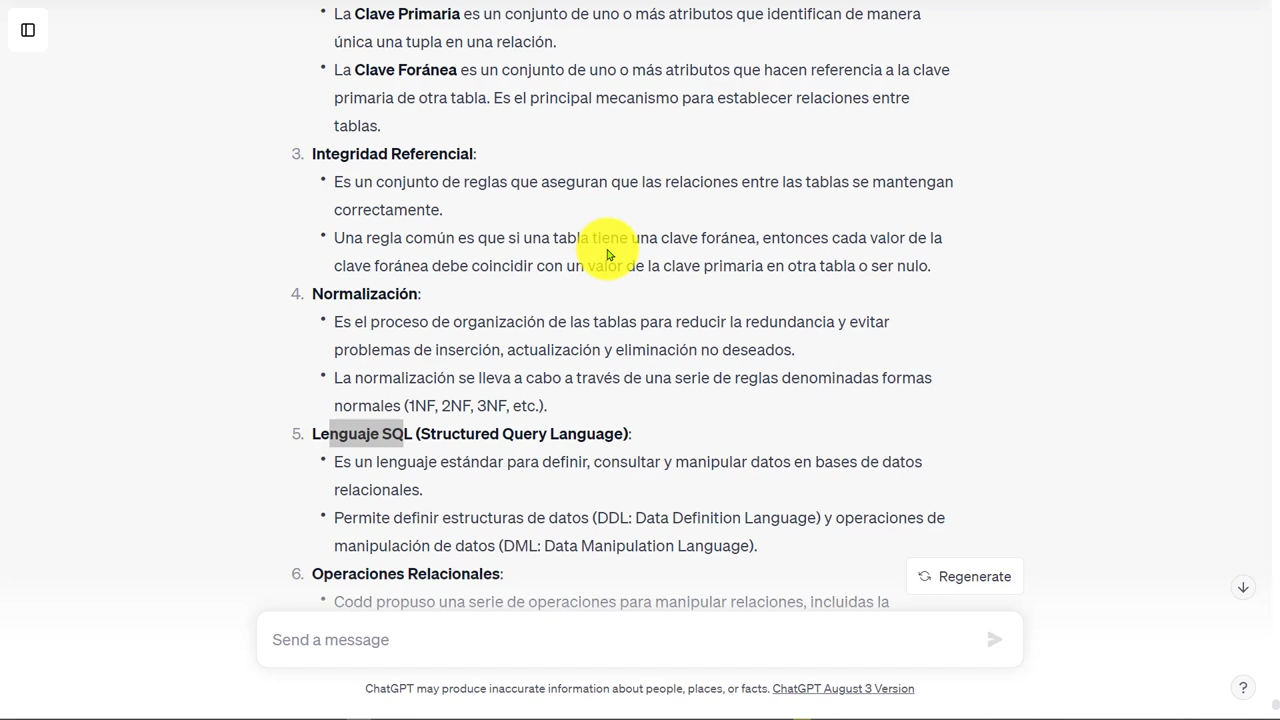 • La Clave Primaria es un conjunto de uno o más atributos que identifican de manera
única una tupla en una relación.
• La Clave Foránea es un conjunto de uno o más atributos que hacen referencia a la clave
primaria de otra tabla. Es el principal mecanismo para establecer relaciones entre
tablas.
3. Integridad Referencial:
• Es un conjunto de reglas que aseguran que las relaciones entre las tablas se mantengan
correctamente.
• Una regla común es que si una tabla tiene una clave foránea, entonces cada valor de la
clave foránea debe coincidir con un valor de la clave primaria en otra tabla o ser nulo.
4. Normalización:
• Es el proceso de organización de las tablas para reducir la redundancia y evitar
problemas de inserción, actualización y eliminación no deseados.
• La normalización se lleva a cabo a través de una serie de reglas denominadas formas
normales (1NF, 2NF, 3NF, etc.).
5. Lenguaje SQL (Structured Query Language):
• Es un lenguaje estándar para definir, consultar y manipular datos en bases de datos
relacionales.
• Permite definir estructuras de datos (DDL: Data Definition Language) y operaciones de
manipulación de datos (DML: Data Manipulation Language).
6. Operaciones Relacionales:
Regenerate
• Codd propuso una serie de operaciones para manipular relaciones, incluidas la
Send a message
ChatGPT may produce inaccurate information about people, places, or facts. ChatGPT August 3 Version
?